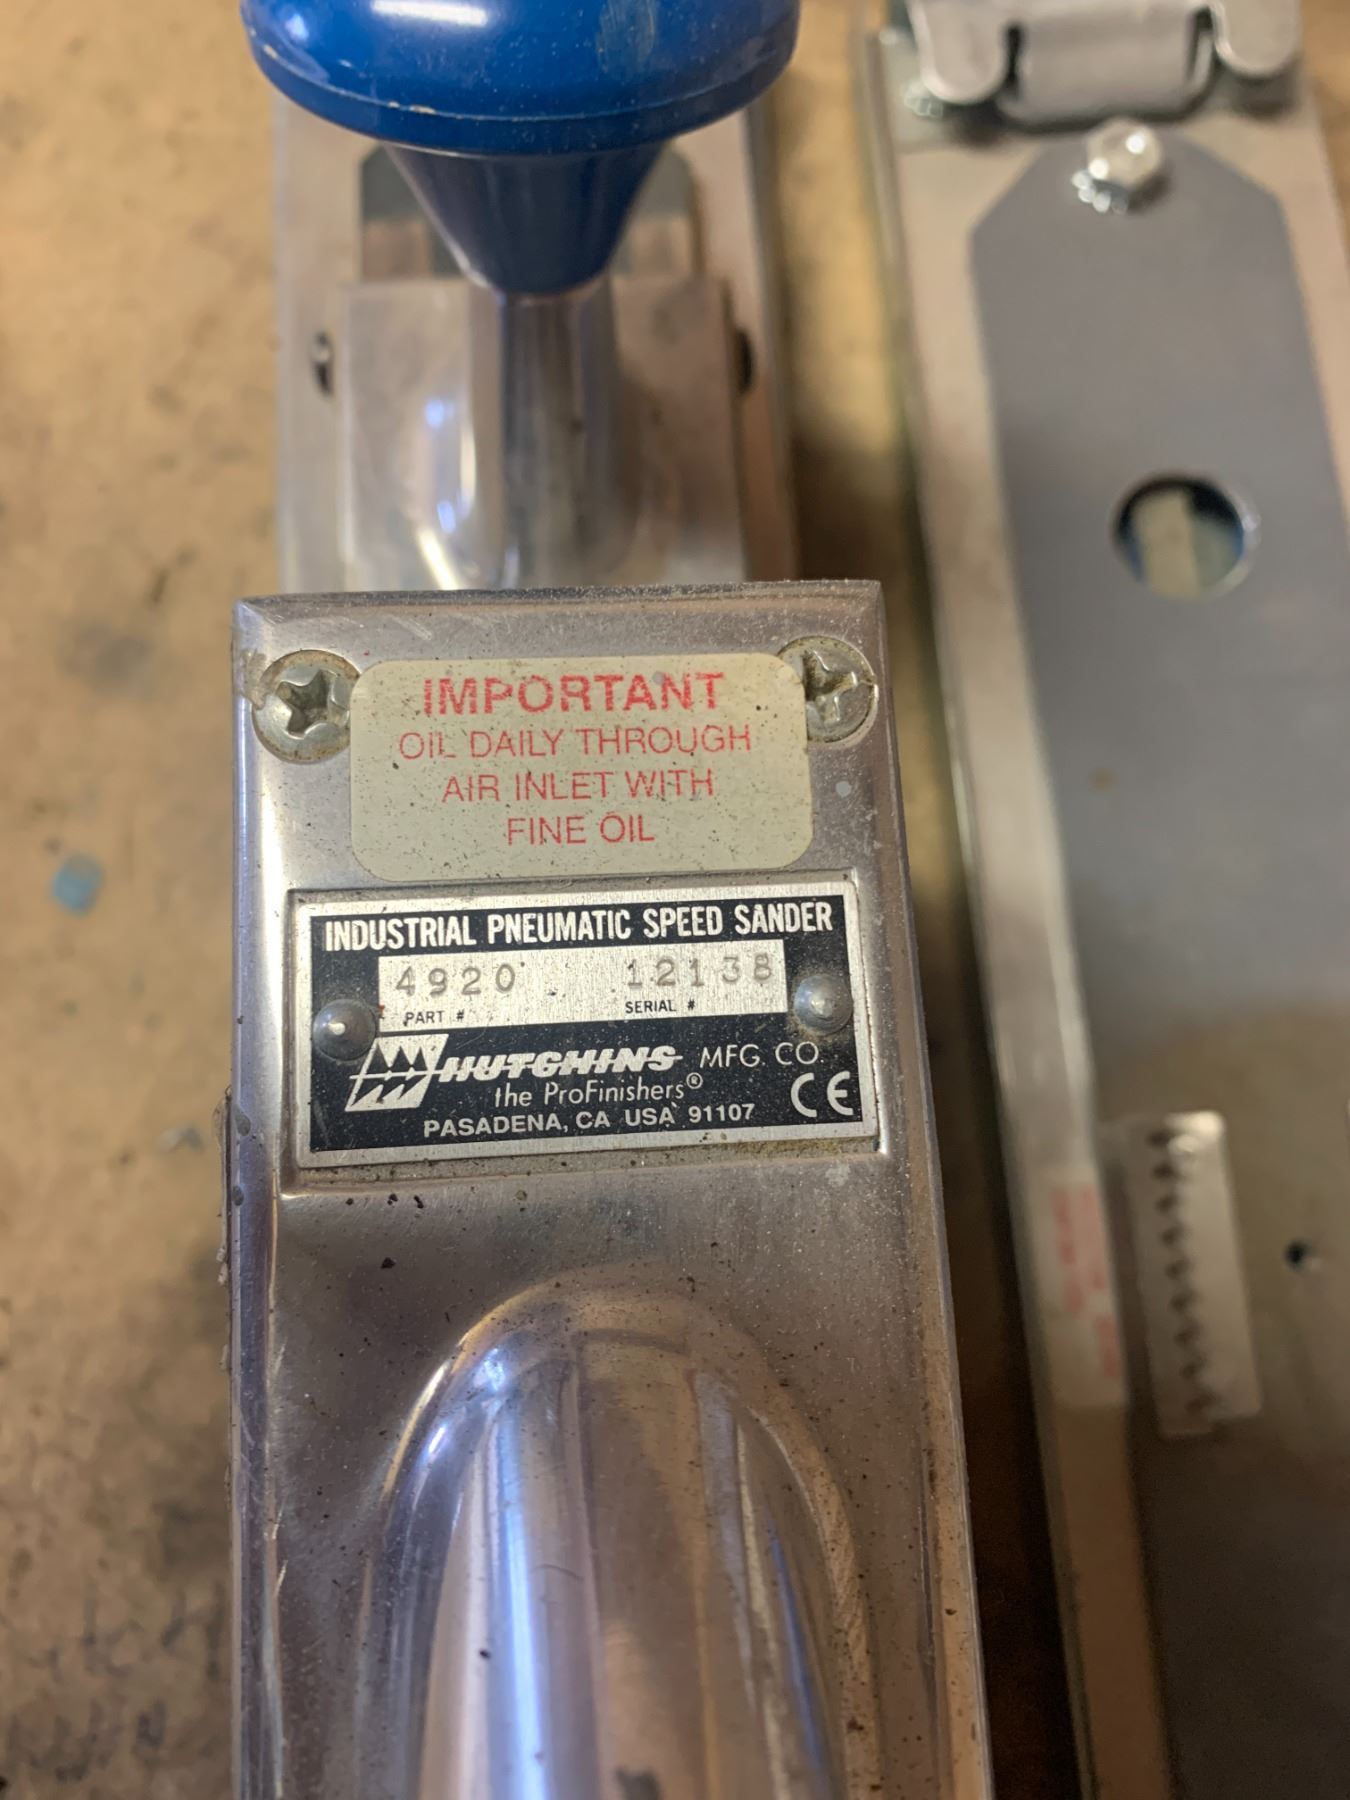 IMPORTANT
OIL DAILY THROUGH
AIR INLET WITH
FINE OIL
INDUSTRIAL PNEUMATIC SPEED SANDER
4920 12138
PART # SERIAL #
HUTCHINS MFG. CO.
the ProFinishers® CE
PASADENA, CA USA 91107